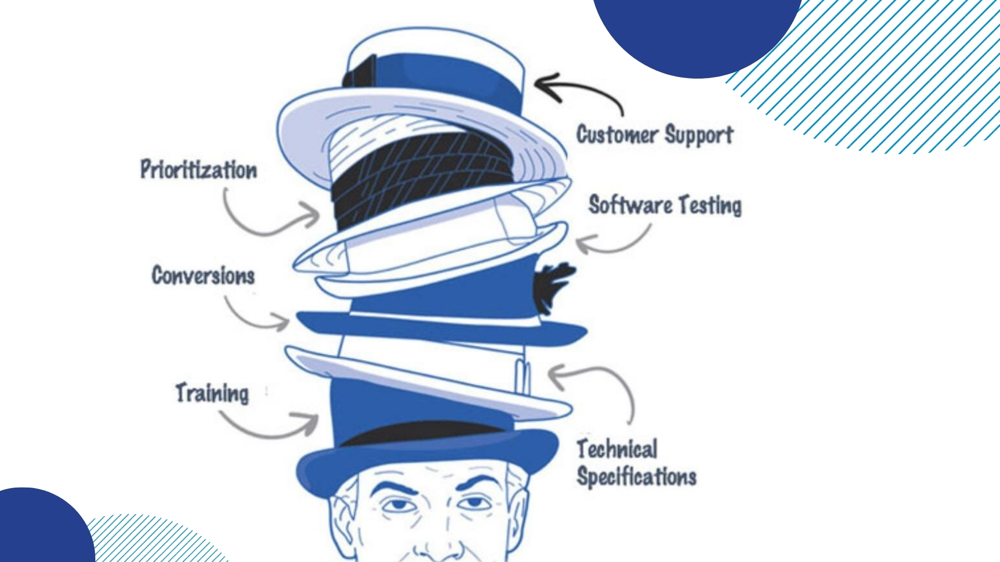 Customer Support
Prioritization
Software Testing
Conversions
Training
Technical
Specifications